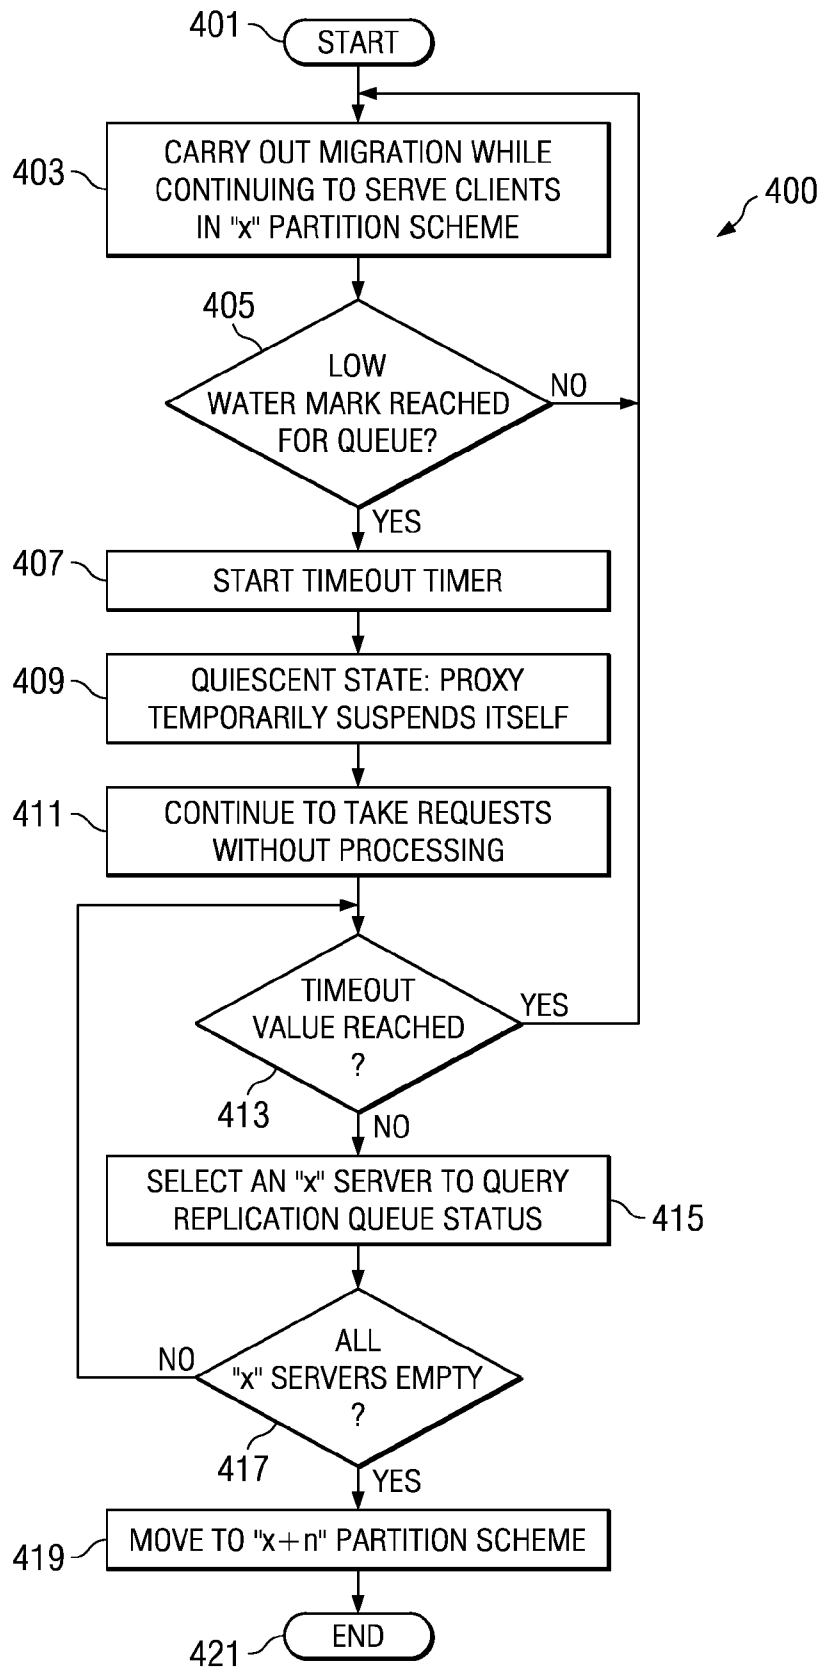 401
START
403
CARRY OUT MIGRATION WHILE
CONTINUING TO SERVE CLIENTS
IN "x" PARTITION SCHEME
400
405
LOW
WATER MARK REACHED
FOR QUEUE?
NO
YES
407
START TIMEOUT TIMER
409
QUIESCENT STATE: PROXY
TEMPORARILY SUSPENDS ITSELF
411
CONTINUE TO TAKE REQUESTS
WITHOUT PROCESSING
TIMEOUT
VALUE REACHED
?
YES
413
NO
SELECT AN "x" SERVER TO QUERY
REPLICATION QUEUE STATUS
415
ALL
"x" SERVERS EMPTY
?
NO
417
YES
419
MOVE TO "x+n" PARTITION SCHEME
421
END